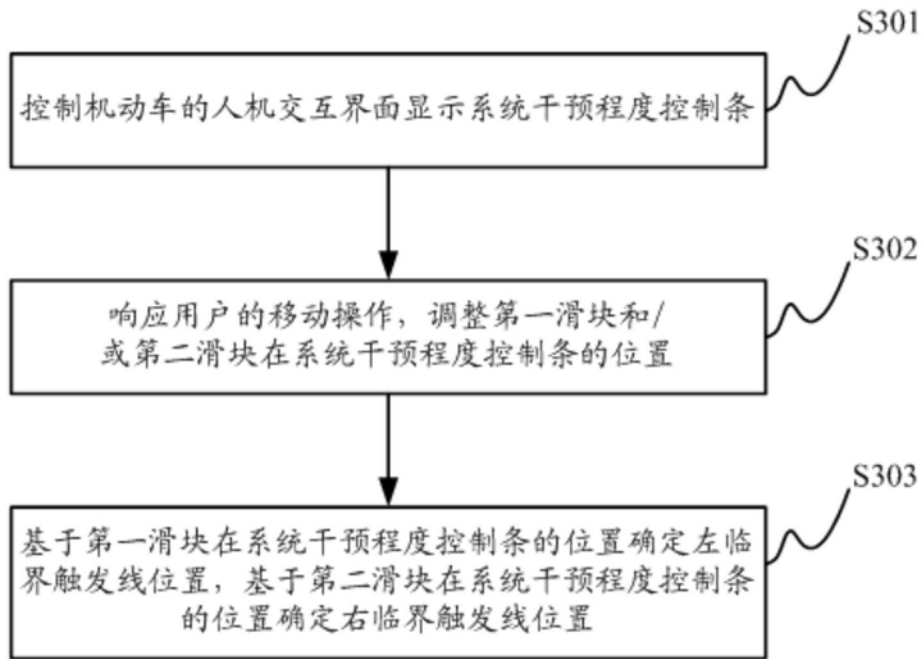 S301
控制机动车的人机交互界面显示系统干预程度控制条
S302
响应用户的移动操作，调整第一滑块和/
或第二滑块在系统干预程度控制条的位置
S303
基于第一滑块在系统干预程度控制条的位置确定左临
界触发线位置，基于第二滑块在系统干预程度控制条
的位置确定右临界触发线位置